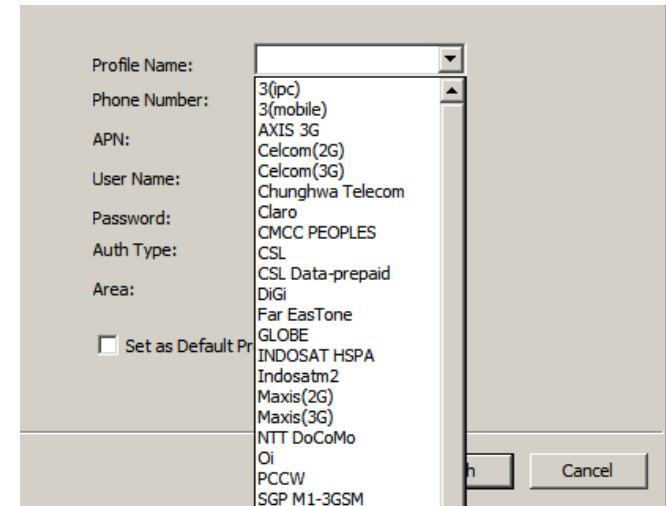 Profile Name:
3(ipc)
Phone Number:
3(mobile)
AXIS 3G
APN:
Celcom(2G)
Celcom(3G)
User Name:
Chunghwa Telecom
Claro
Password:
CMCC PEOPLES
Auth Type:
CSL
CSL Data-prepaid
Area:
DiGi
Far EasTone
GLOBE
Set as Default Pr
INDOSAT HSPA
Indosatm2
Maxis(2G)
Maxis(3G)
NTT DoCoMo
Oi
h
Cancel
PCCW
SGP M1-3GSM